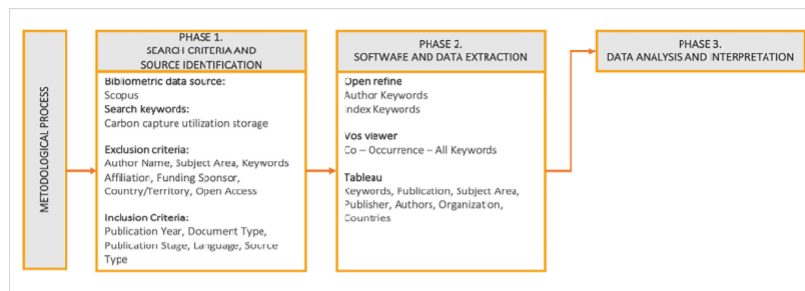 METODOLOGICAL PROCESS
PHASE 1.
SEARCH CRITERIA AND
SOURCE IDENTIFICATION
Bibliometric data source:
Scopus
Search keywords:
Carbon capture utilization storage
Exclusion criteria:
Author Name, Subject Area, Keywords
Affiliation, Funding Sponsor,
Country/Territory, Open Access
Inclusion Criteria:
Publication Year, Document Type,
Publication Stage, Language, Source
Type
PHASE 2.
SOFTWARE AND DATA EXTRACTION
Open refine
Author Keywords
Index Keywords
Vos viewer
Co – Occurrence – All Keywords
Tableau
Keywords, Publication, Subject Area,
Publisher, Authors, Organization,
Countries
PHASE 3.
DATA ANALYSIS AND INTERPRETATION